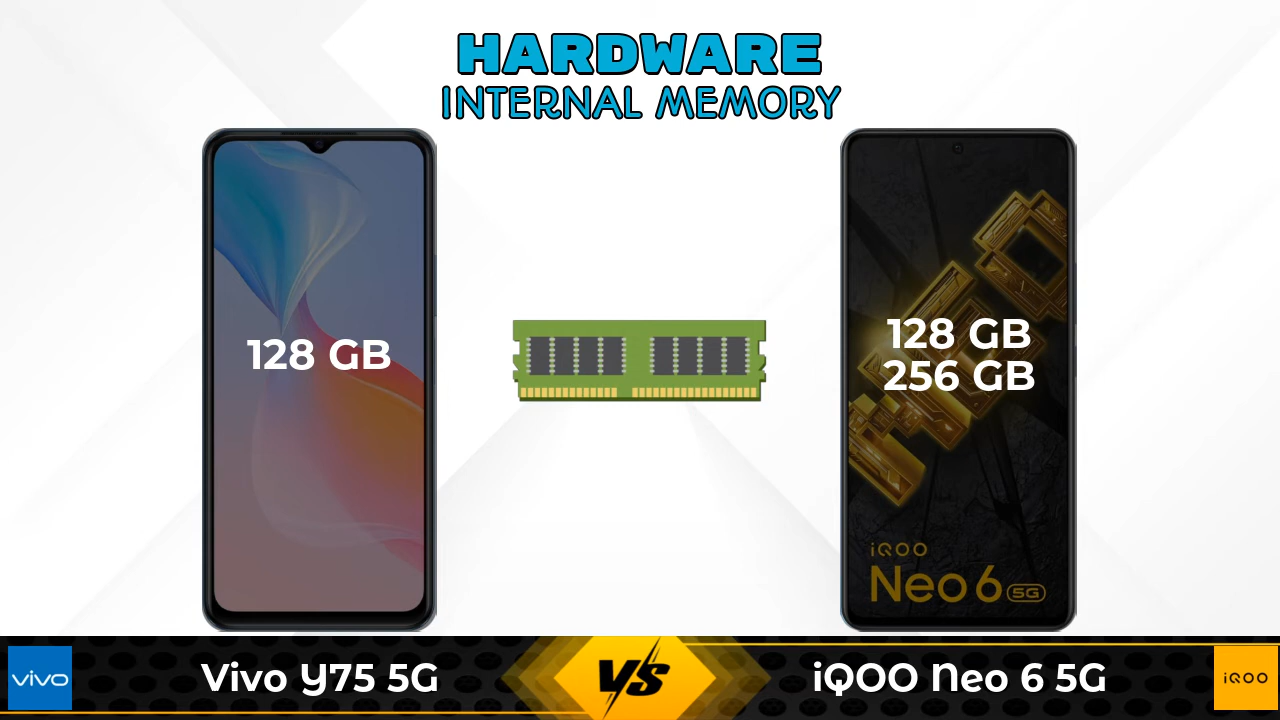 HARDWARE
INTERNAL MEMORY
128 GB
128 GB
256 GB
iQOO
Neo 6 5G
vivo
Vivo Y75 5G
VS
iQOO Neo 6 5G
iQOO